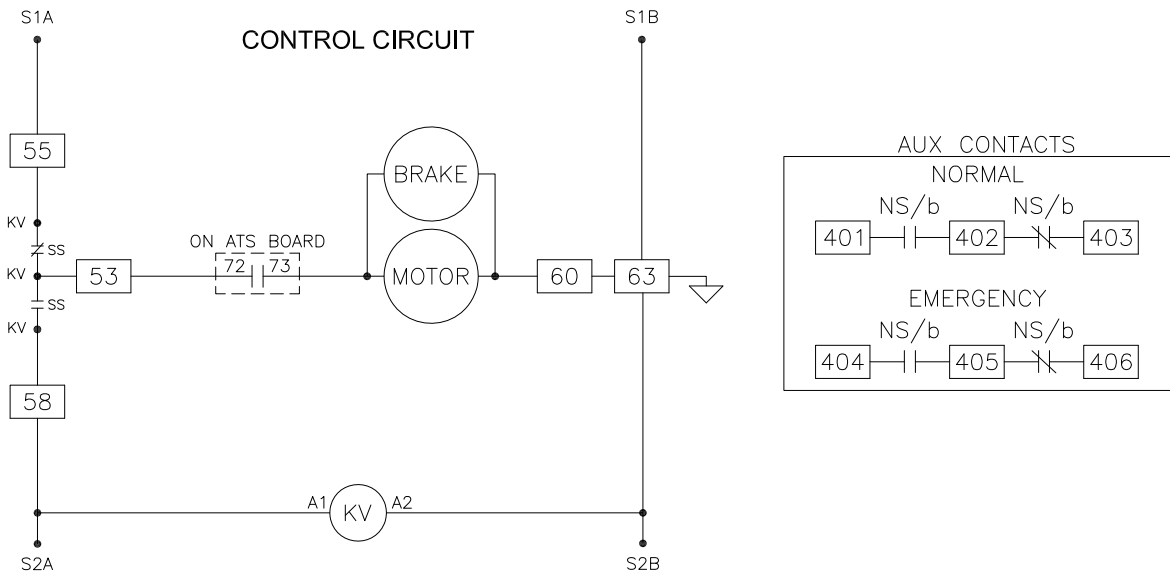 S1A
S1B
CONTROL CIRCUIT
55
BRAKE
AUX CONTACTS
NORMAL
NS/b NS/b
401 402 403
KV
SS
ON ATS BOARD
72 73
KV
53
MOTOR
60
63
SS
KV
EMERGENCY
NS/b NS/b
404 405 406
58
A1 KV A2
S2A
S2B